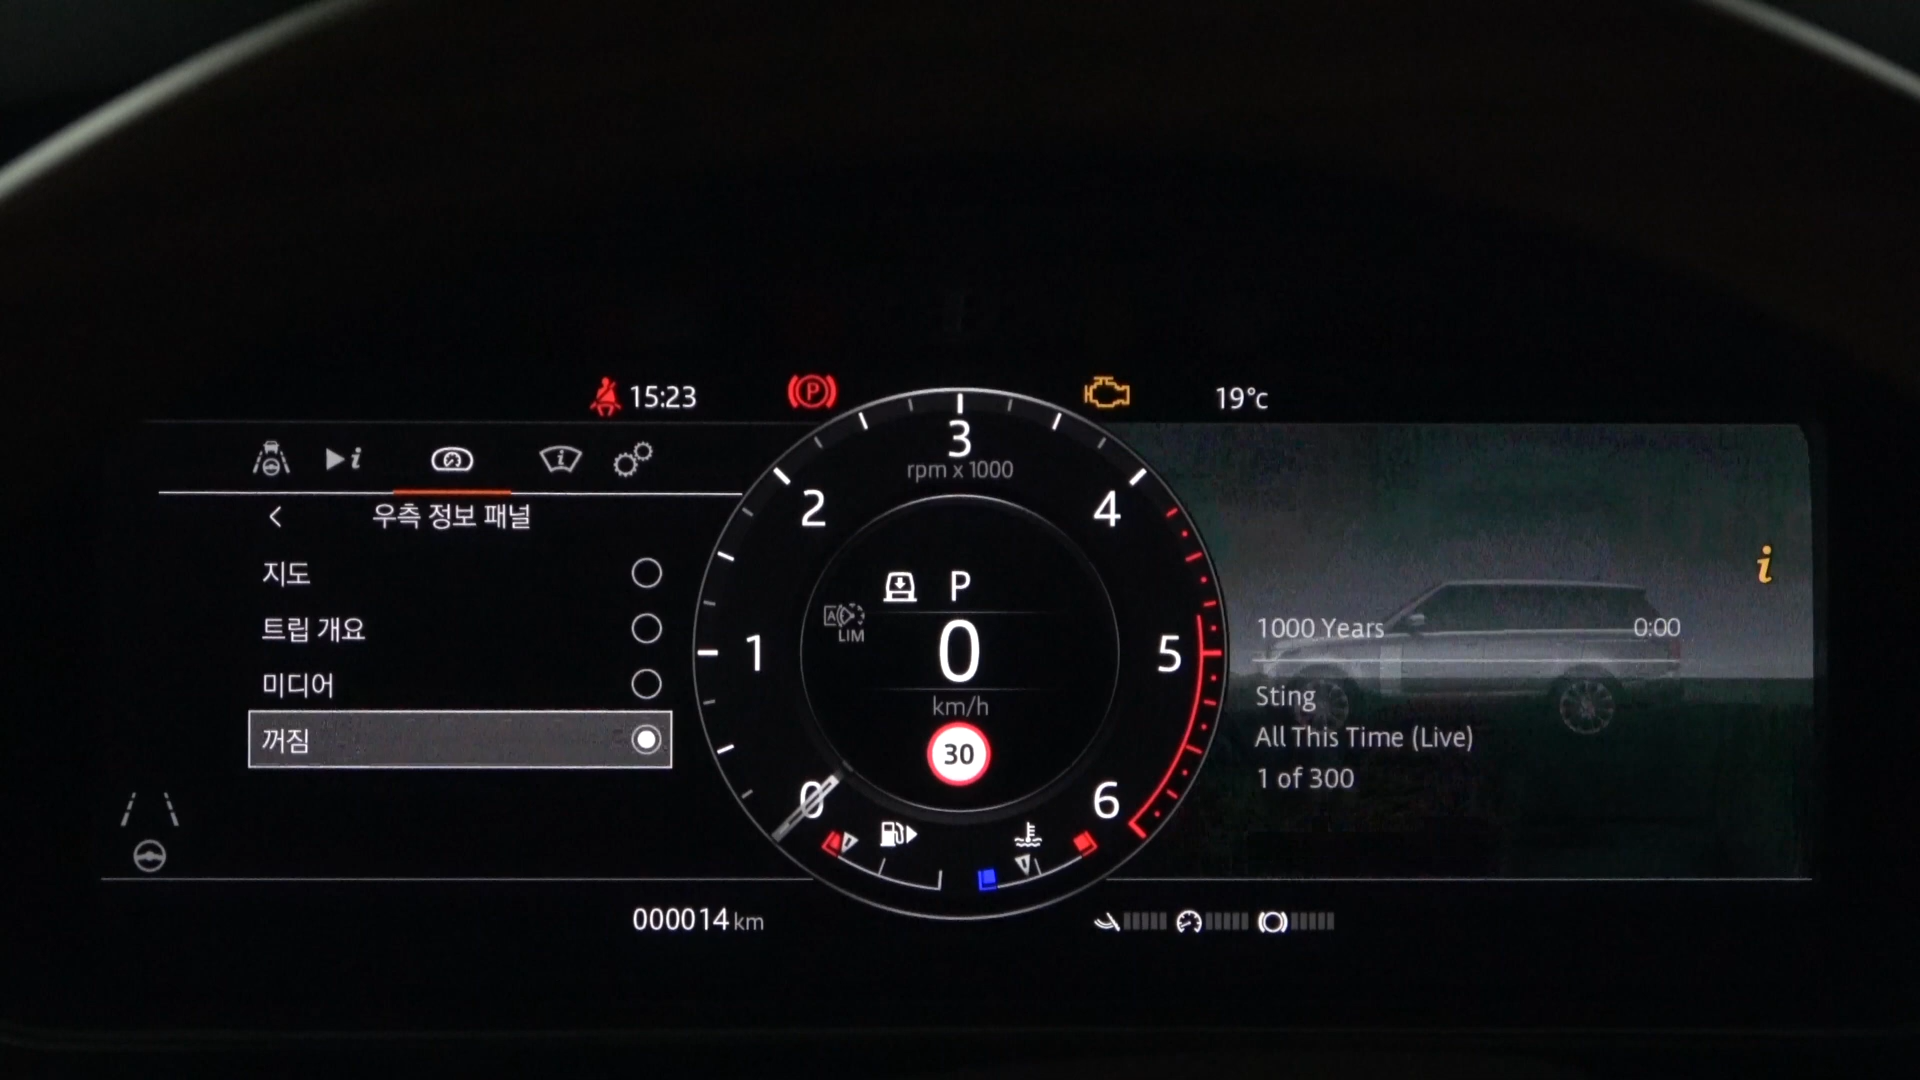 15:23
P
19°c
i
i
우측 정보 패널
지도
트립 개요
미디어
꺼짐
3
rpm x 1000
2
4
1
5
0
6
P
A
LIM
0
km/h
30
i
1000 Years
0:00
Sting
All This Time (Live)
1 of 300
000014 km